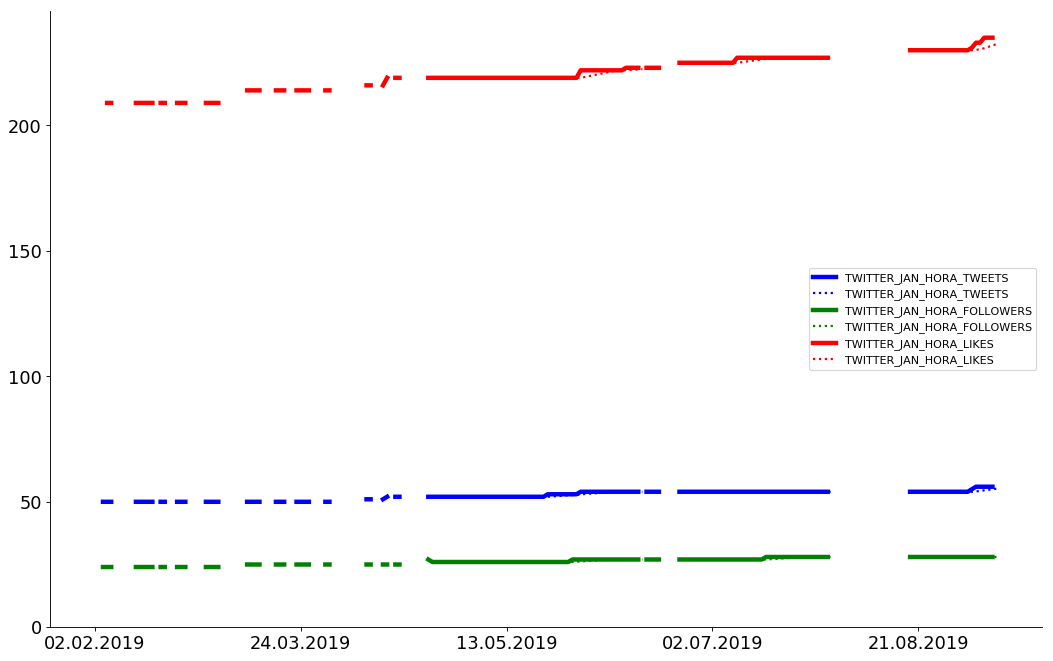 200
150
100
50
0
02.02.2019
24.03.2019
13.05.2019
02.07.2019
21.08.2019
TWITTER_JAN_HORA_TWEETS
TWITTER_JAN_HORA_TWEETS
TWITTER_JAN_HORA_FOLLOWERS
TWITTER_JAN_HORA_FOLLOWERS
TWITTER_JAN_HORA_LIKES
TWITTER_JAN_HORA_LIKES